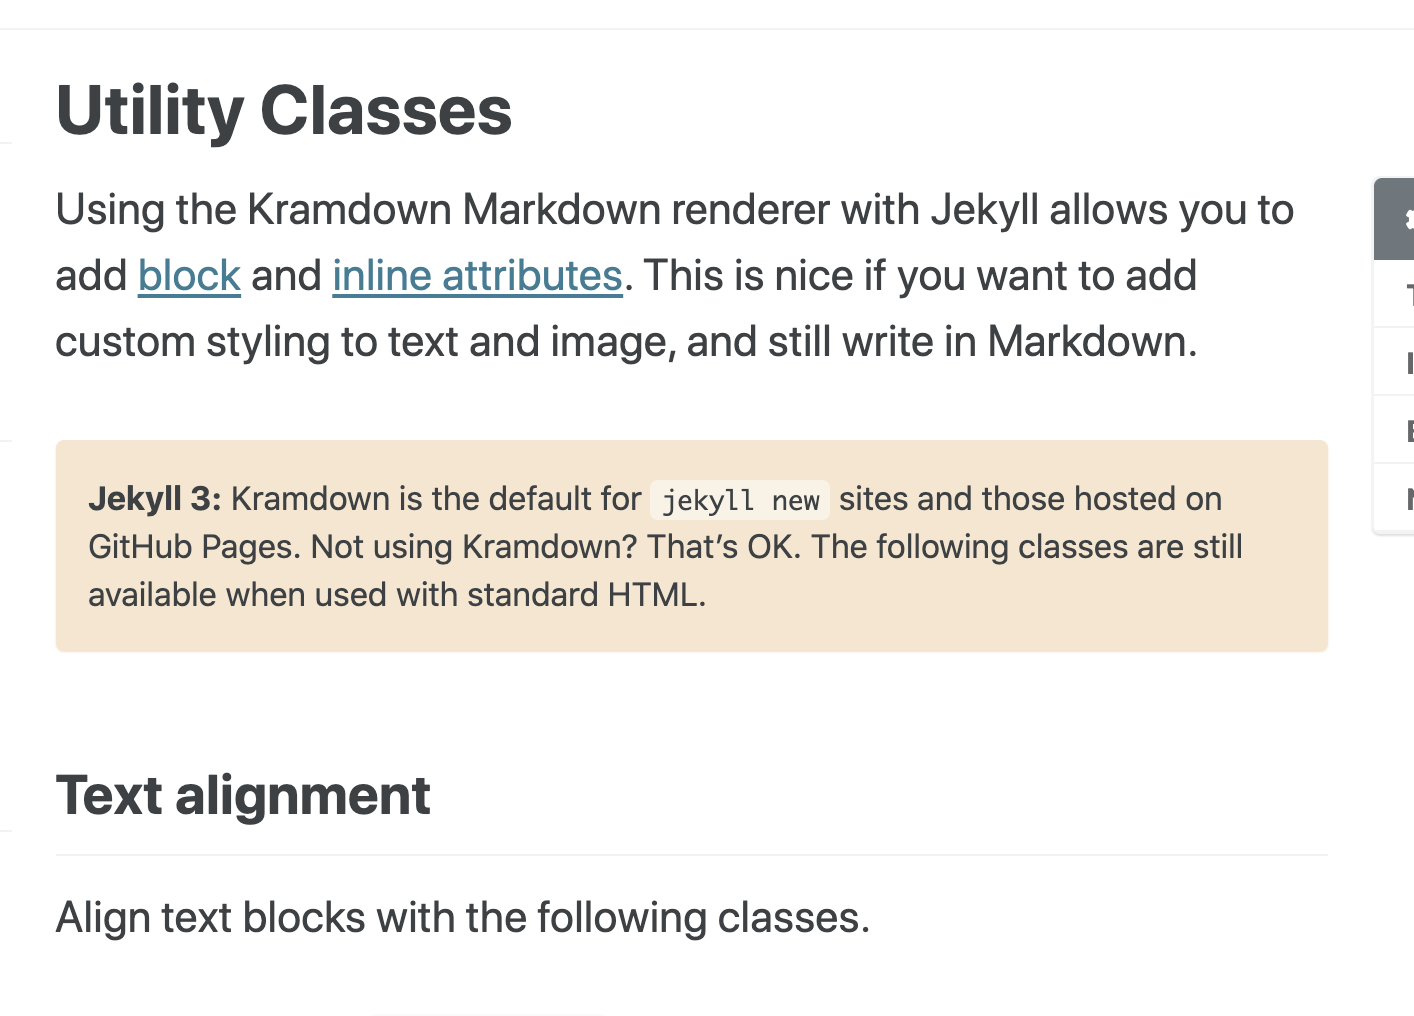 Utility Classes
Using the Kramdown Markdown renderer with Jekyll allows you to
add block and inline attributes. This is nice if you want to add
custom styling to text and image, and still write in Markdown.
Jekyll 3: Kramdown is the default for jekyll new sites and those hosted on
GitHub Pages. Not using Kramdown? That’s OK. The following classes are still
available when used with standard HTML.
Text alignment
Align text blocks with the following classes.